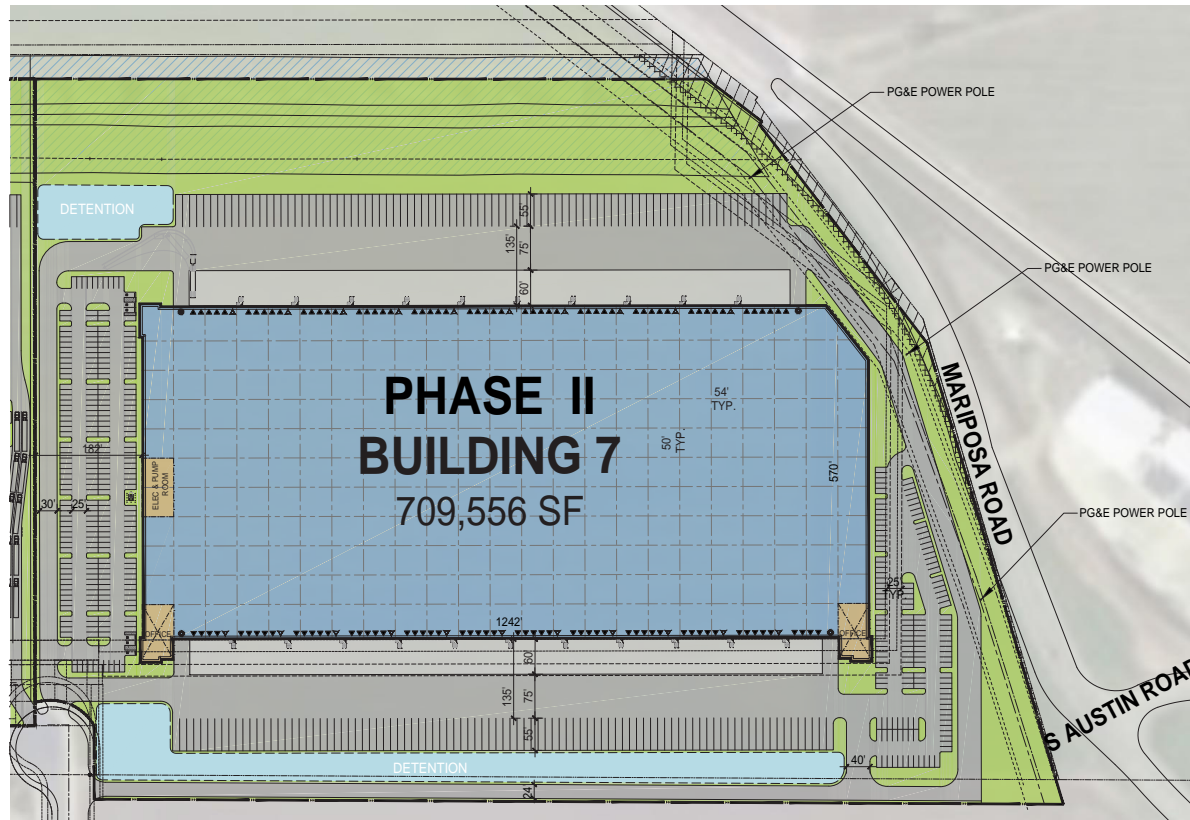 PG&E POWER POLE
DETENTION
55'
135'
75'
60'
PG&E POWER POLE
PHASE II
BUILDING 7
709,556 SF
54'
TYP.
50'
TYP.
570'
MARIPOSA ROAD
182'
ELEC & PUMP
ROOM
30'
25'
PG&E POWER POLE
25'
TYP.
OFFICE
1242'
OFFICE
60'
135'
75'
55'
S AUSTIN ROAD
DETENTION
40'
24'